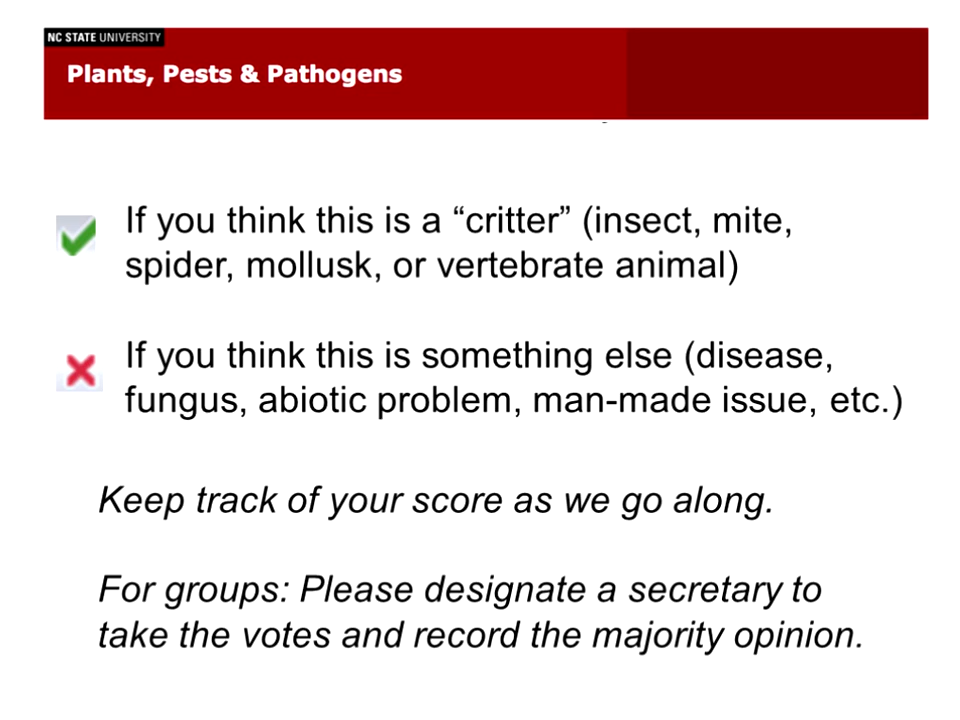 NC STATE UNIVERSITY
Plants, Pests & Pathogens
If you think this is a “critter” (insect, mite,
spider, mollusk, or vertebrate animal)
If you think this is something else (disease,
fungus, abiotic problem, man-made issue, etc.)
Keep track of your score as we go along.
For groups: Please designate a secretary to
take the votes and record the majority opinion.